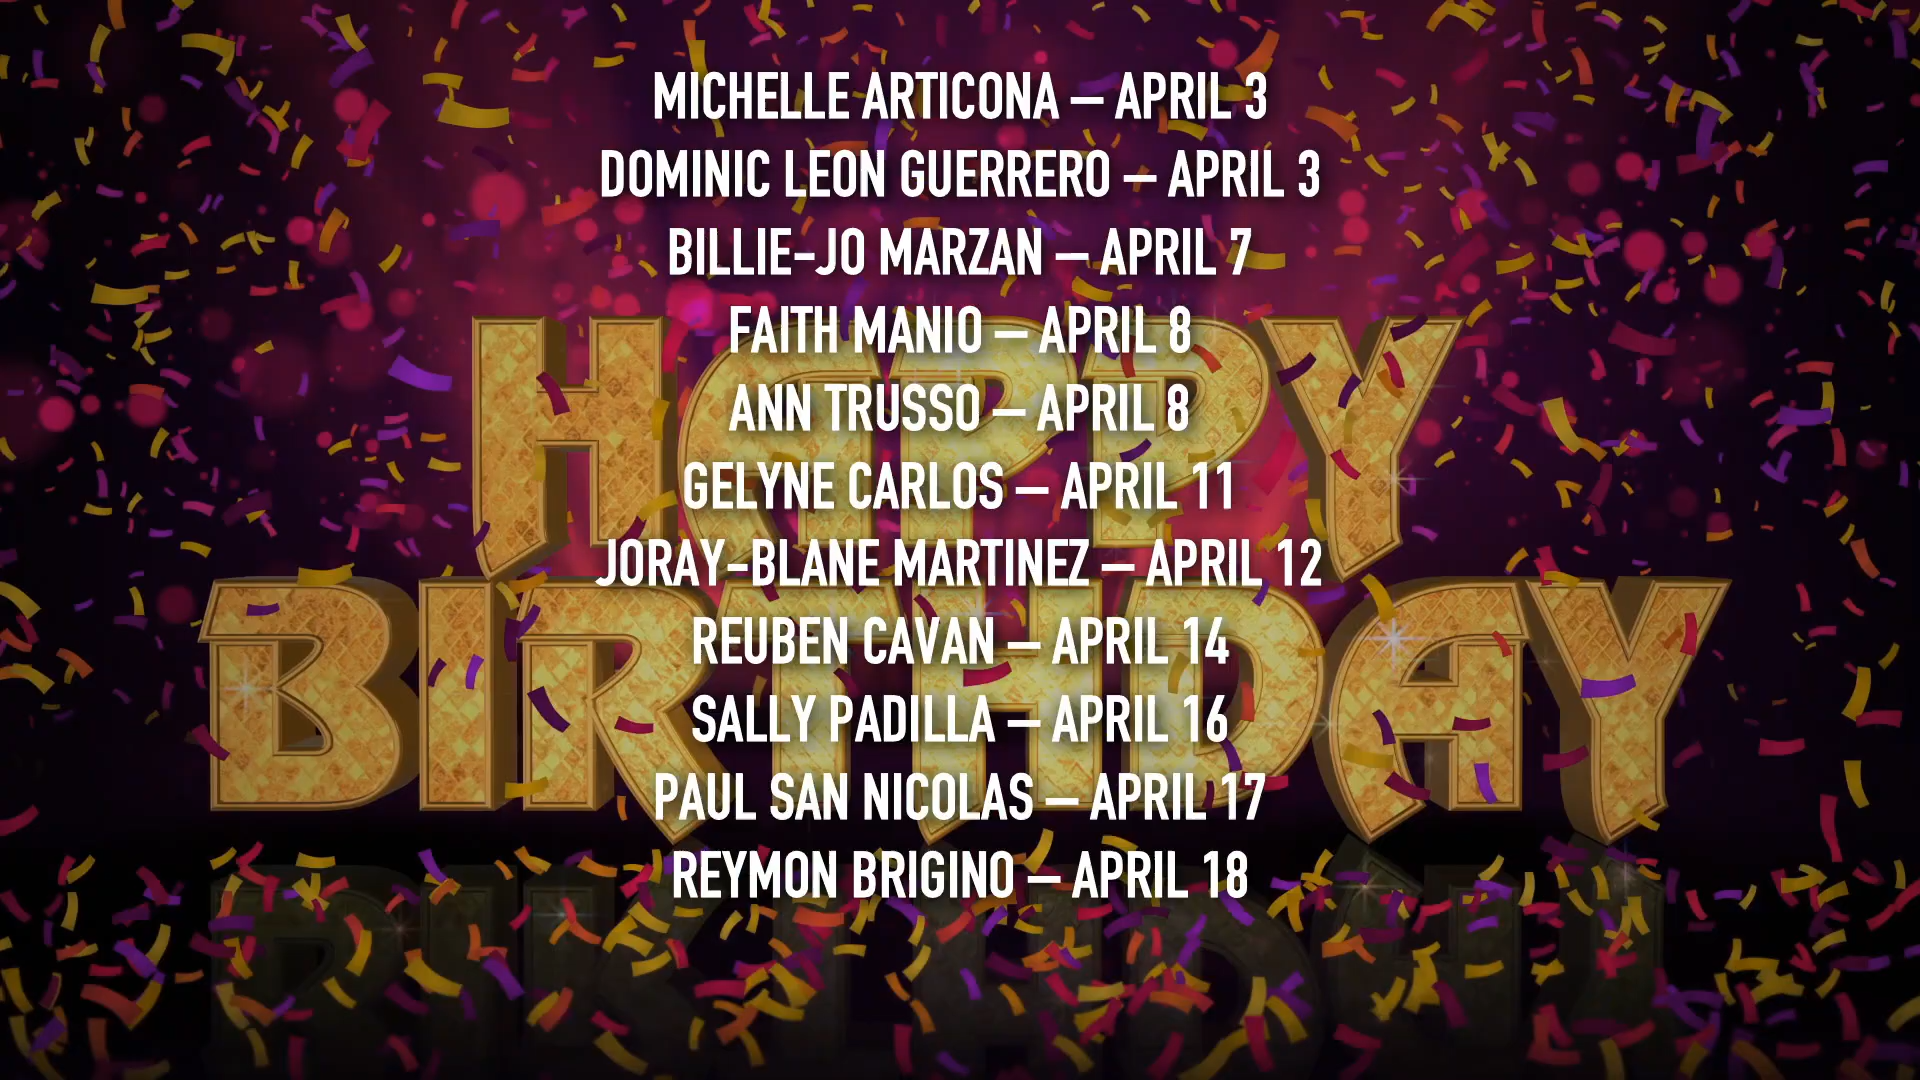 MICHELLE ARTICONA – APRIL 3
DOMINIC LEON GUERRERO – APRIL 3
BILLIE-JO MARZAN – APRIL 7
FAITH MANIO – APRIL 8
ANN TRUSSO – APRIL 8
GELYNE CARLOS – APRIL 11
JORAY-BLANE MARTINEZ – APRIL 12
REUBEN CAVAN – APRIL 14
SALLY PADILLA – APRIL 16
PAUL SAN NICOLAS – APRIL 17
REYMON BRIGINO – APRIL 18
HAPPY
BIRTHDAY